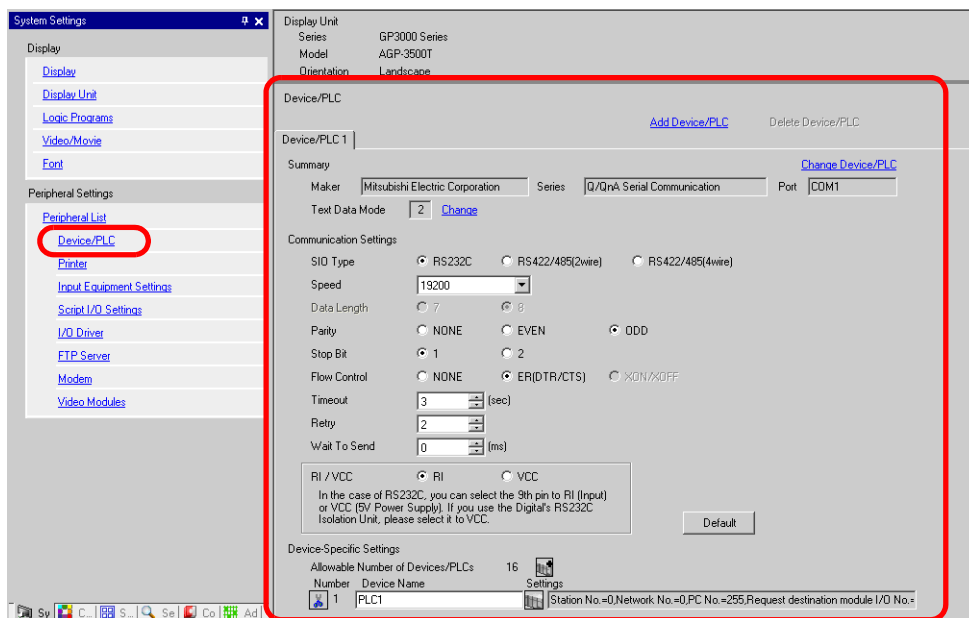 System Settings
Display
Display
Display Unit
Logic Programs
Video/Movie
Font
Peripheral Settings
Peripheral List
Device/PLC
Printer
Input Equipment Settings
Script I/O Settings
I/O Driver
FTP Server
Modem
Video Modules
Sy C... S... Se Co Ad
Display Unit
Series GP3000 Series
Model AGP-3500T
Orientation Landscape
Device/PLC
Add Device/PLC Delete Device/PLC
Device/PLC 1
Summary Change Device/PLC
Maker Mitsubishi Electric Corporation Series Q/QnA Serial Communication Port COM1
Text Data Mode 2 Change
Communication Settings
SIO Type RS232C RS422/485(2wire) RS422/485(4wire)
Speed 19200
Data Length 7 8
Parity NONE EVEN ODD
Stop Bit 1 2
Flow Control NONE ER(DTR/CTS) XON/XOFF
Timeout 3 (sec)
Retry 2
Wait To Send 0 (ms)
RI / VCC RI VCC
In the case of RS232C, you can select the 9th pin to RI (Input)
or VCC (5V Power Supply). If you use the Digital's RS232C
Isolation Unit, please select it to VCC.
Default
Device-Specific Settings
Allowable Number of Devices/PLCs 16
Number Device Name Settings
1 PLC1 Station No.=0,Network No.=0,PC No.=255,Request destination module I/O No.=